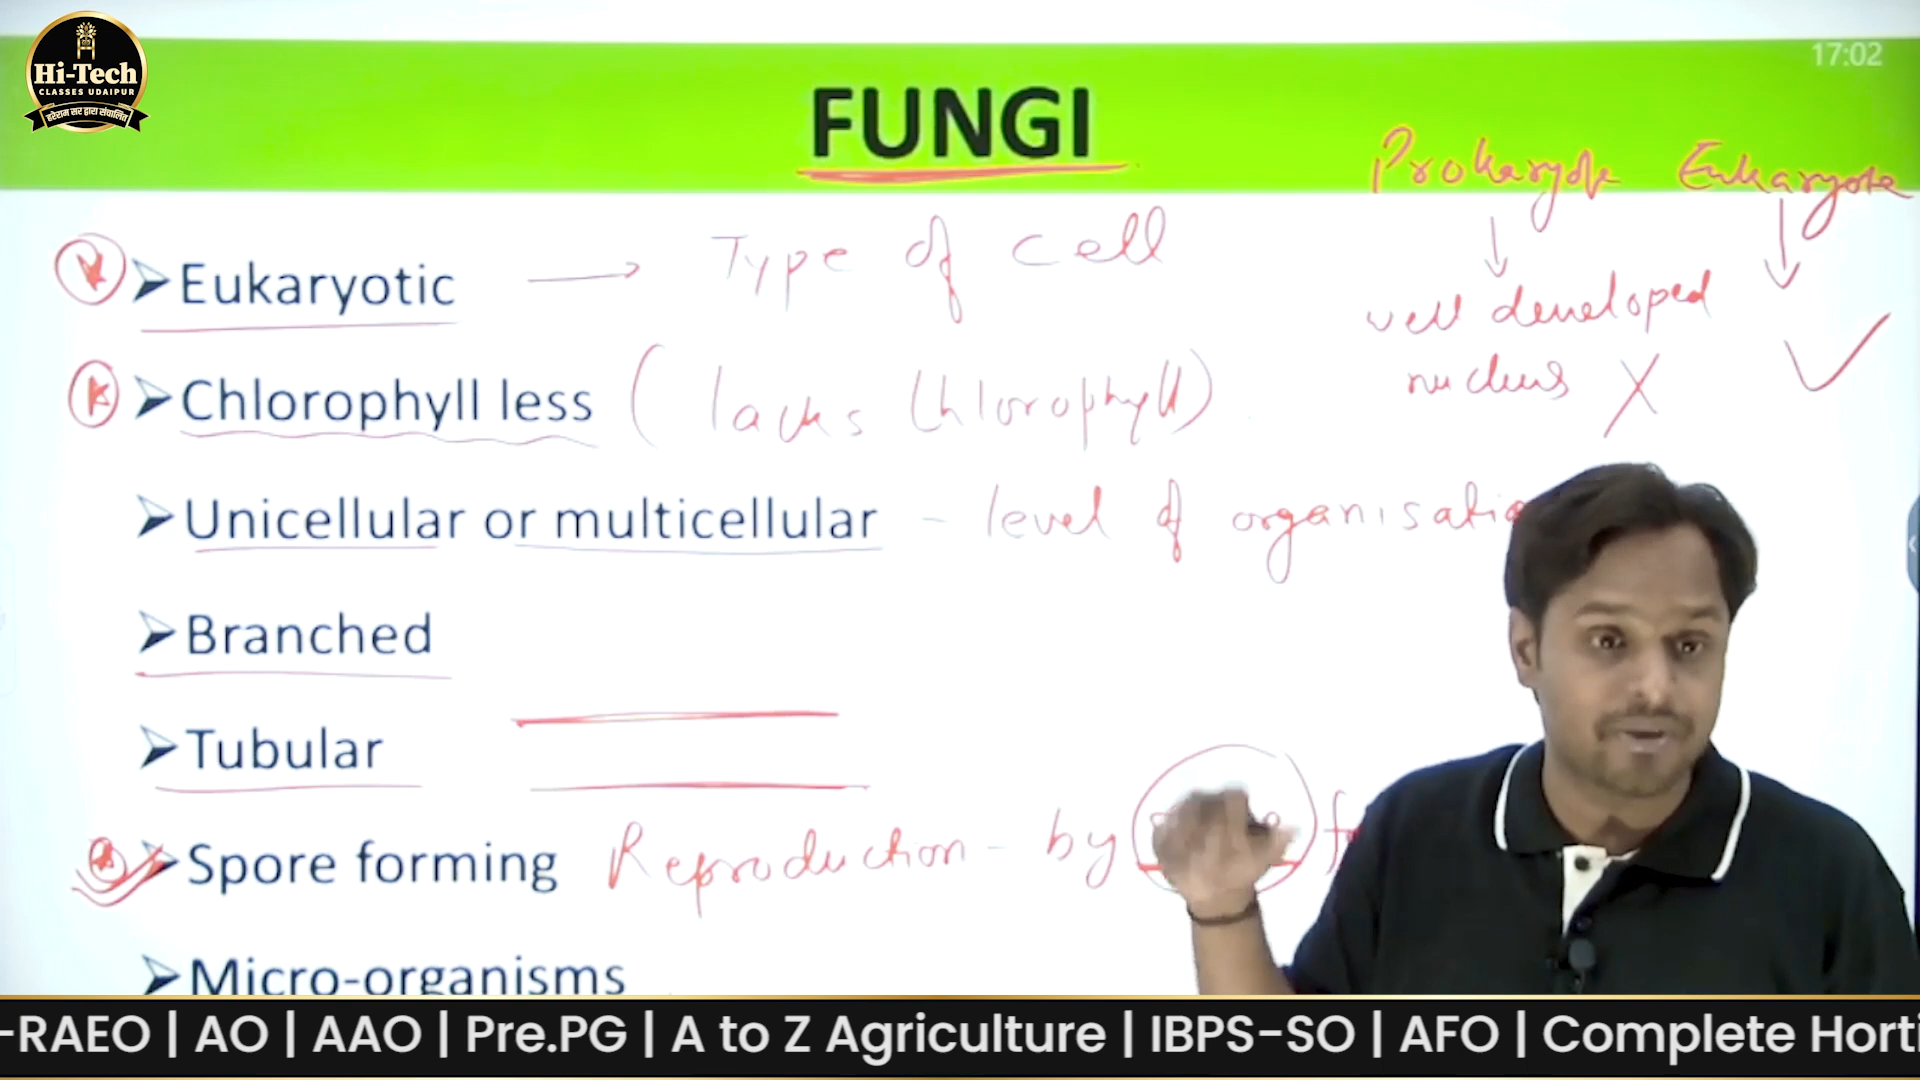 Hi-Tech
CLASSES UDAIPUR
हरेराम सर द्वारा संचालित
17:02
FUNGI
Prokaryote Eukaryote
Eukaryotic → Type of cell
well developed
nucleus X ✓
Chlorophyll less (lacks Chlorophyll)
Unicellular or multicellular - level of
Branched
Tubular
Spore forming Reproduction - by
Micro-organisms
-RAEO | AO | AAO | Pre.PG | A to Z Agriculture | IBPS-SO | AFO | Complete Horti